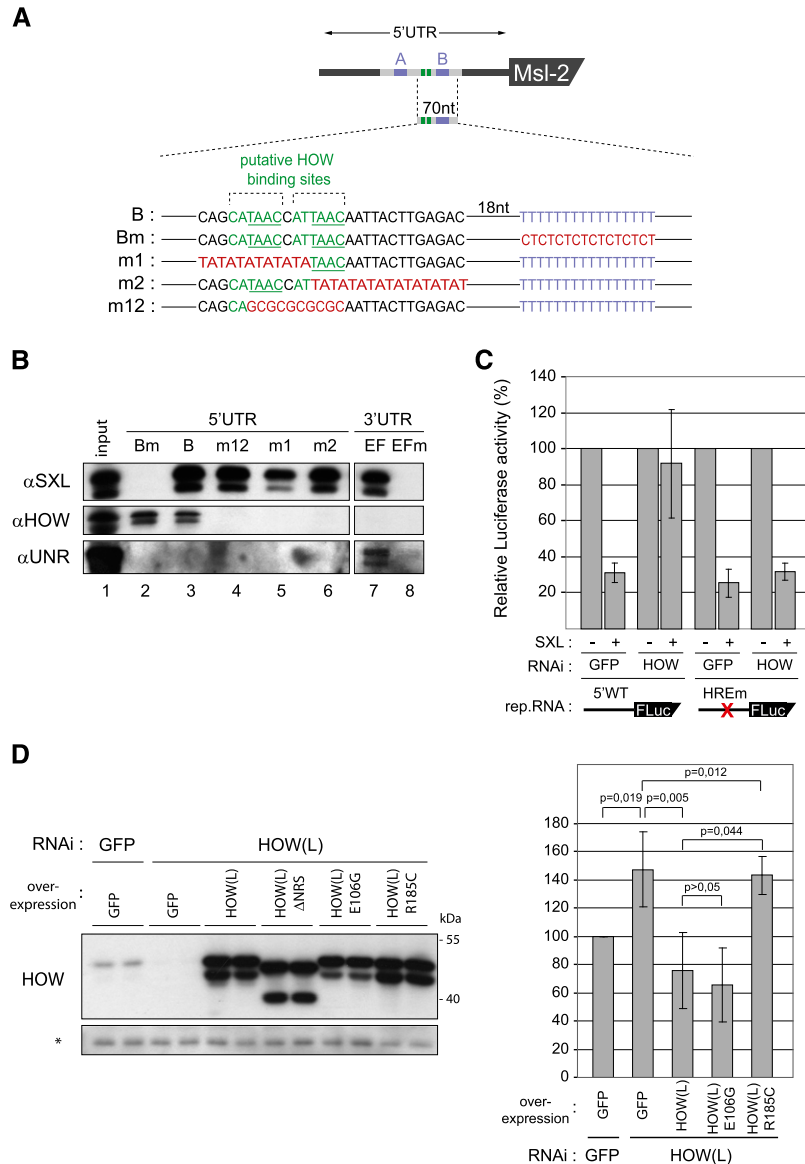 A
5'UTR
A B
Msl-2
70nt
putative HOW
binding sites
B : CAGCATAACCATTAACAATTACTTGAGAC 18nt TTTTTTTTTTTTTTTT
Bm : CAGCATAACCATTAACAATTACTTGAGAC CTCTCTCTCTCTCTCT
m1 : TATATATATATATAACAATTACTTGAGAC TTTTTTTTTTTTTTTT
m2 : CAGCATAACCATTATATATATATATATAT TTTTTTTTTTTTTTTT
m12 : CAGCAGCGCGCGCGCAATTACTTGAGAC TTTTTTTTTTTTTTTT
B
5'UTR 3'UTR
input Bm B m12 m1 m2 EF EFm
αSXL
αHOW
αUNR
1 2 3 4 5 6 7 8
C
Relative Luciferase activity (%)
140
120
100
80
60
40
20
SXL : - + - + - + - +
RNAi : GFP HOW GFP HOW
5'WT HREm
rep.RNA : FLuc X FLuc
D
RNAi : GFP HOW(L)
over-
expression : GFP GFP HOW(L) HOW(L) ΔNRS HOW(L) E106G HOW(L) R185C
kDa
- 55
HOW
- 40
*
p=0,012
p=0,019 p=0,005
p=0,044
p>0,05
180
160
140
120
100
80
60
40
20
0
over-
expression : GFP GFP HOW(L) HOW(L) E106G HOW(L) R185C
RNAi : GFP HOW(L)